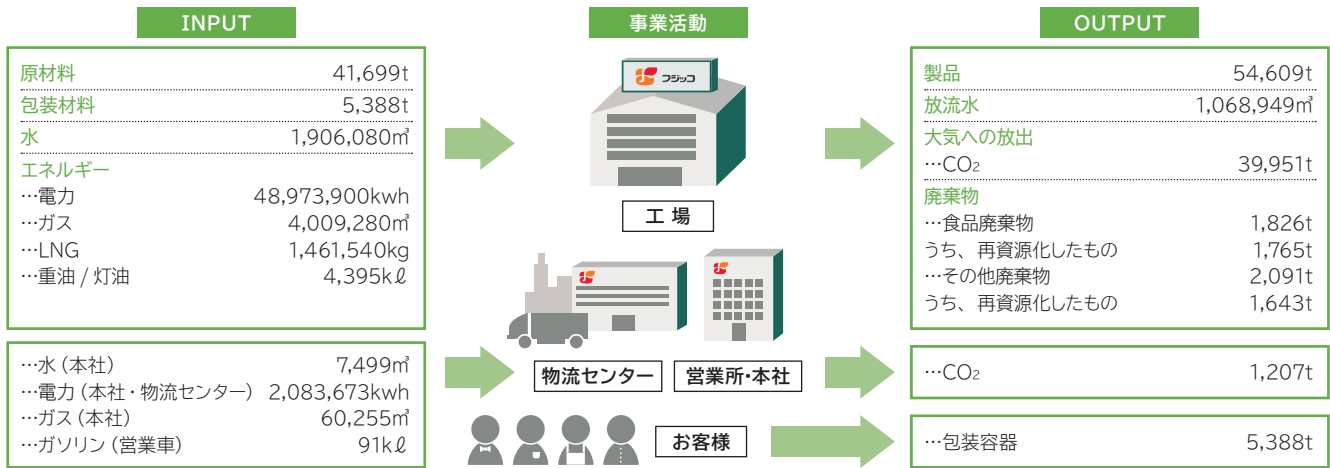 INPUT
原材料 41,699t
包装材料 5,388t
水 1,906,080㎥
エネルギー
…電力 48,973,900kwh
…ガス 4,009,280㎥
…LNG 1,461,540kg
…重油 / 灯油 4,395kℓ
…水（本社） 7,499㎥
…電力（本社・物流センター） 2,083,673kwh
…ガス（本社） 60,255㎥
…ガソリン（営業車） 91kℓ
事業活動
フジッコ
工 場
物流センター
営業所・本社
お客様
OUTPUT
製品 54,609t
放流水 1,068,949㎥
大気への放出
…CO₂ 39,951t
廃棄物
…食品廃棄物 1,826t
うち、再資源化したもの 1,765t
…その他廃棄物 2,091t
うち、再資源化したもの 1,643t
…CO₂ 1,207t
…包装容器 5,388t